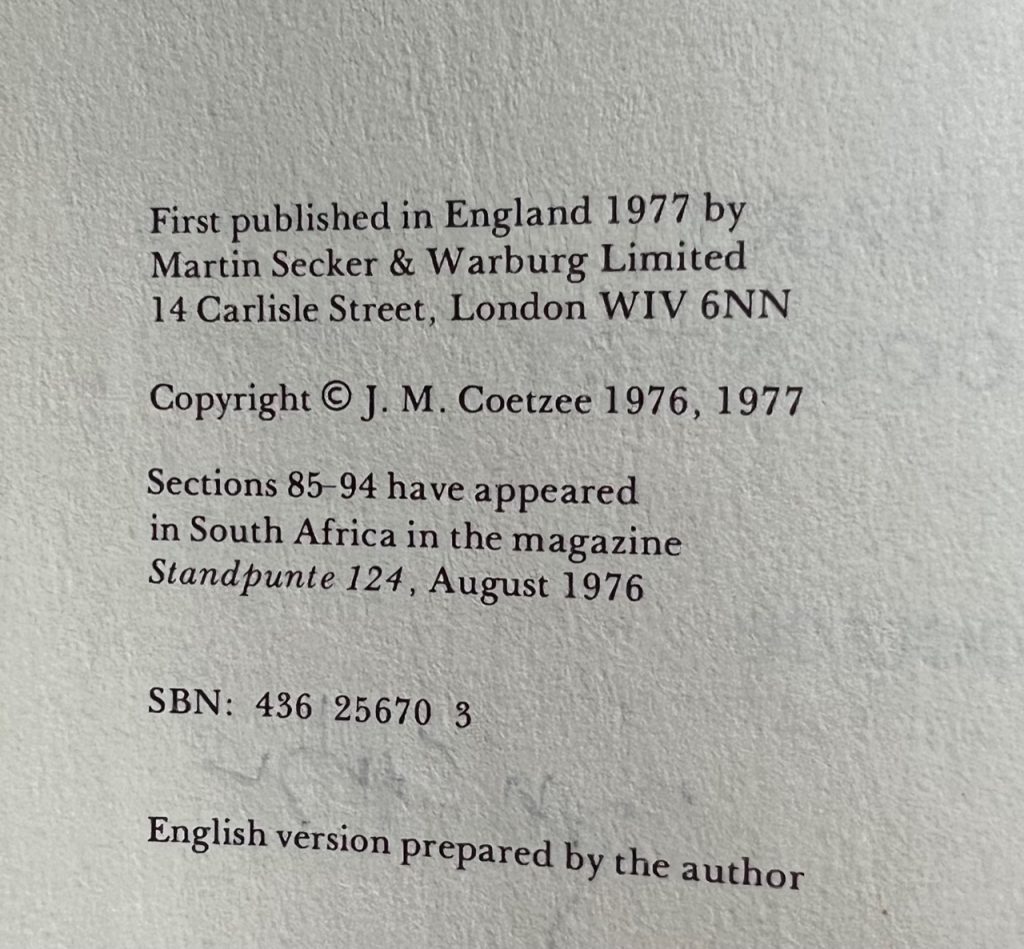 First published in England 1977 by
Martin Secker & Warburg Limited
14 Carlisle Street, London WIV 6NN
Copyright © J. M. Coetzee 1976, 1977
Sections 85–94 have appeared
in South Africa in the magazine
Standpunte 124, August 1976
SBN: 436 25670 3
English version prepared by the author